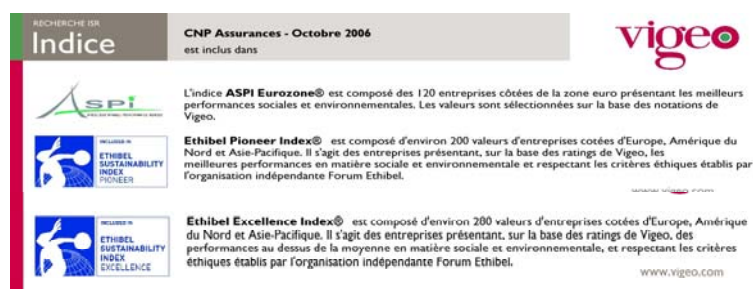 RECHERCHE ISR
Indice
CNP Assurances - Octobre 2006
est inclus dans
vigeo
ASPi
L'indice ASPI Eurozone® est composé des 120 entreprises côtées de la zone euro présentant les meilleurs
performances sociales et environnementales. Les valeurs sont sélectionnées sur la base des notations de
Vigeo.
INCLUDED IN
ETHIBEL
SUSTAINABILITY
INDEX
PIONEER
Ethibel Pioneer Index® est composé d'environ 200 valeurs d'entreprises cotées d'Europe, Amérique du
Nord et Asie-Pacifique. Il s'agit des entreprises présentant, sur la base des ratings de Vigeo, les
meilleures performances en matière sociale et environnementale et respectant les critères éthiques établis par
l'organisation indépendante Forum Ethibel.
www.vigeo.com
INCLUDED IN
ETHIBEL
SUSTAINABILITY
INDEX
EXCELLENCE
Ethibel Excellence Index® est composé d'environ 200 valeurs d'entreprises cotées d'Europe, Amérique
du Nord et Asie-Pacifique. Il s'agit des entreprises présentant, sur la base des ratings de Vigeo, des
performances au dessus de la moyenne en matière sociale et environnementale, et respectant les critères
éthiques établis par l'organisation indépendante Forum Ethibel.
www.vigeo.com